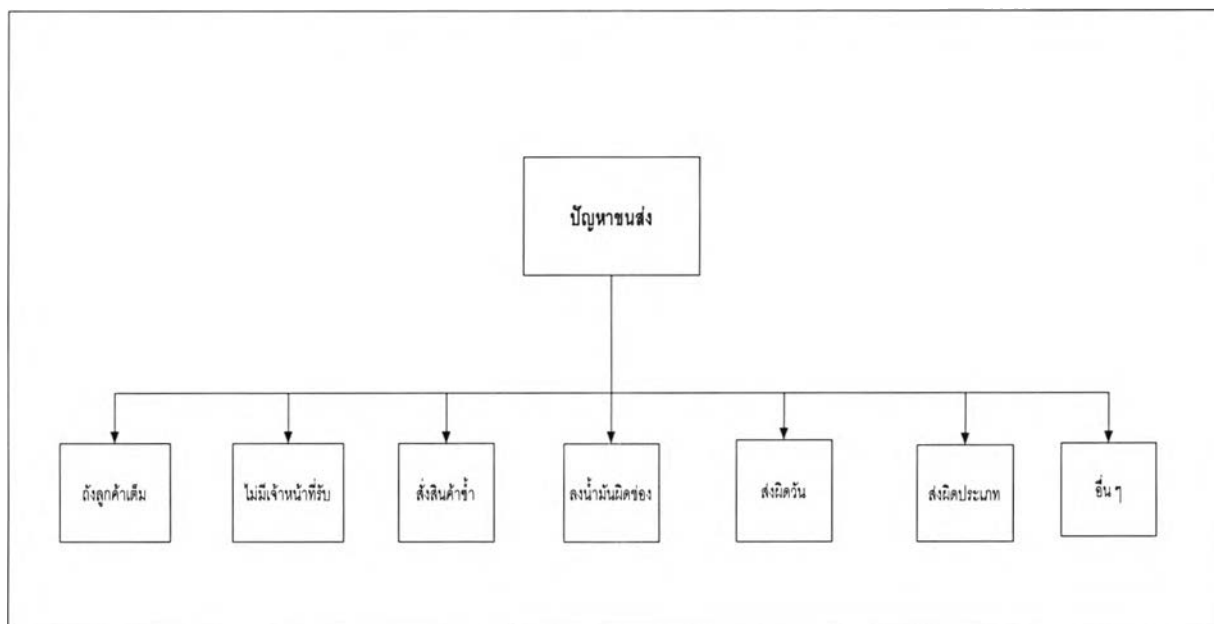 ปัญหาขนส่ง
ถังลูกค้าเต็ม
ไม่มีเจ้าหน้าที่รับ
สั่งสินค้าซ้ำ
ลงน้ำมันผิดช่อง
ส่งผิดวัน
ส่งผิดประเภท
อื่น ๆ